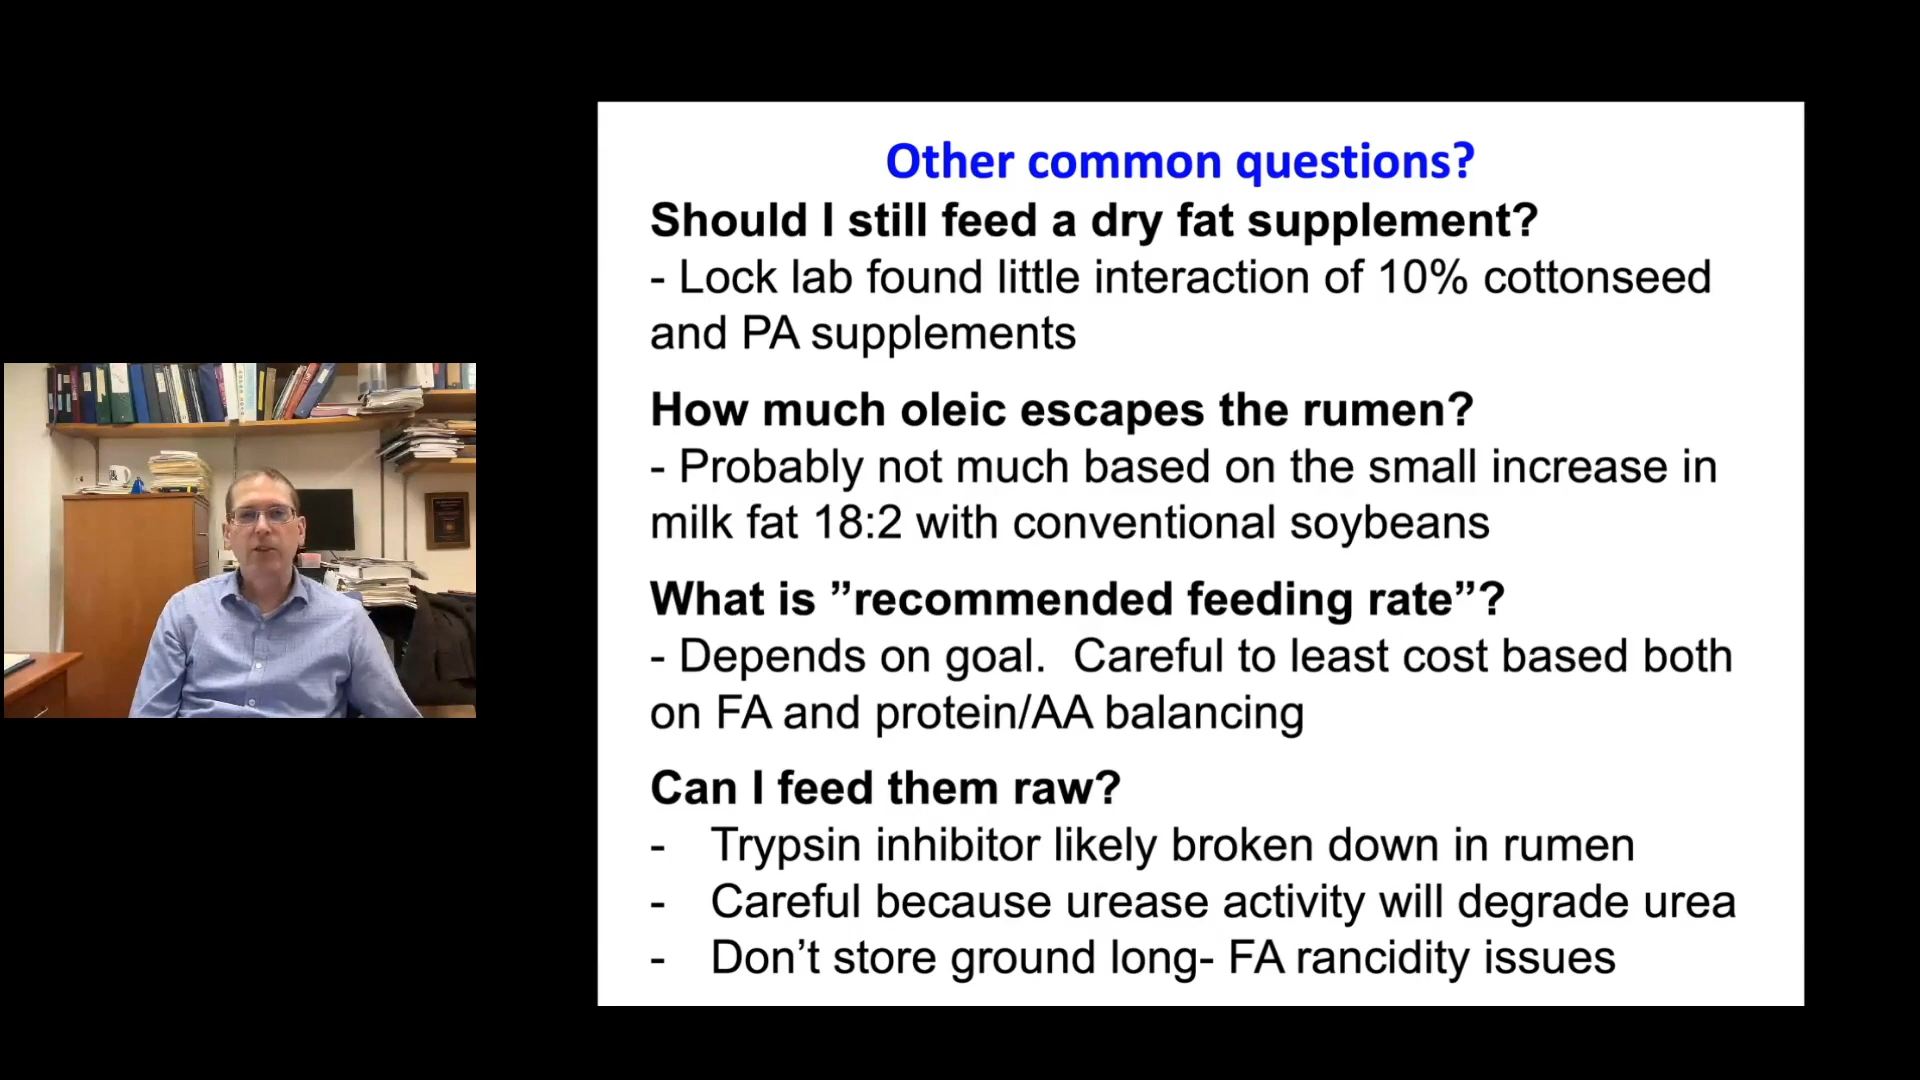 Other common questions?
Should I still feed a dry fat supplement?
- Lock lab found little interaction of 10% cottonseed
and PA supplements
How much oleic escapes the rumen?
- Probably not much based on the small increase in
milk fat 18:2 with conventional soybeans
What is ”recommended feeding rate”?
- Depends on goal.  Careful to least cost based both
on FA and protein/AA balancing
Can I feed them raw?
- Trypsin inhibitor likely broken down in rumen
- Careful because urease activity will degrade urea
- Don’t store ground long- FA rancidity issues